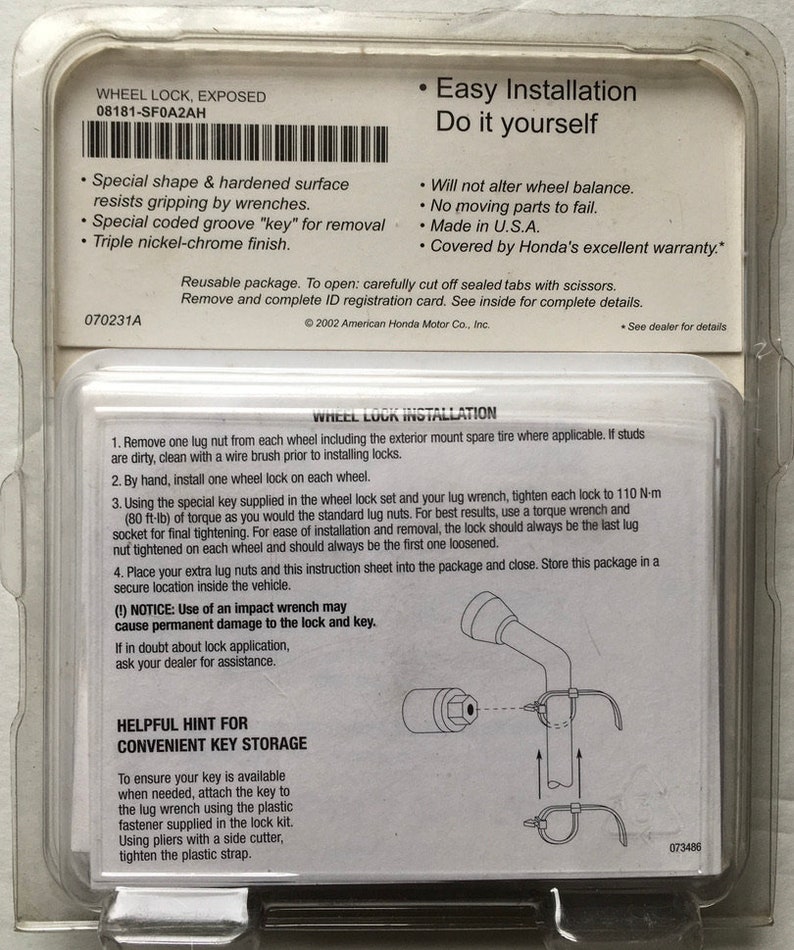 WHEEL LOCK, EXPOSED
08181-SF0A2AH
• Easy Installation
Do it yourself
• Special shape & hardened surface
resists gripping by wrenches.
• Special coded groove "key" for removal
• Triple nickel-chrome finish.
• Will not alter wheel balance.
• No moving parts to fail.
• Made in U.S.A.
• Covered by Honda's excellent warranty.*
Reusable package. To open: carefully cut off sealed tabs with scissors.
Remove and complete ID registration card. See inside for complete details.
070231A
© 2002 American Honda Motor Co., Inc.
* See dealer for details
WHEEL LOCK INSTALLATION
1. Remove one lug nut from each wheel including the exterior mount spare tire where applicable. If studs
are dirty, clean with a wire brush prior to installing locks.
2. By hand, install one wheel lock on each wheel.
3. Using the special key supplied in the wheel lock set and your lug wrench, tighten each lock to 110 N·m
(80 ft·lb) of torque as you would the standard lug nuts. For best results, use a torque wrench and
socket for final tightening. For ease of installation and removal, the lock should always be the last lug
nut tightened on each wheel and should always be the first one loosened.
4. Place your extra lug nuts and this instruction sheet into the package and close. Store this package in a
secure location inside the vehicle.
(!) NOTICE: Use of an impact wrench may
cause permanent damage to the lock and key.
If in doubt about lock application,
ask your dealer for assistance.
HELPFUL HINT FOR
CONVENIENT KEY STORAGE
To ensure your key is available
when needed, attach the key to
the lug wrench using the plastic
fastener supplied in the lock kit.
Using pliers with a side cutter,
tighten the plastic strap.
073486